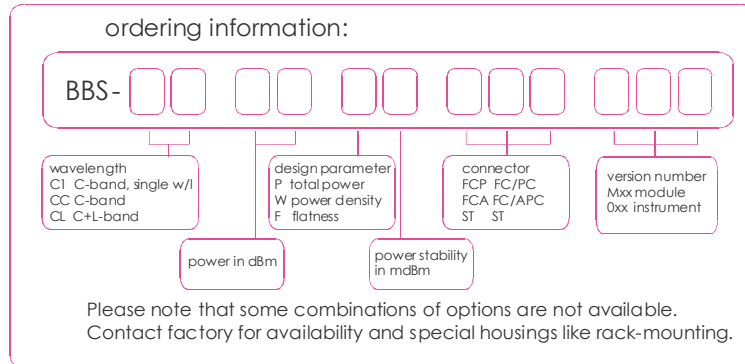 ordering information:
BBS-
wavelength
C1 C-band, single w/l
CC C-band
CL C+L-band
design parameter
P total power
W power density
F flatness
connector
FCP FC/PC
FCA FC/APC
ST ST
version number
Mxx module
0xx instrument
power in dBm
power stability
in mdBm
Please note that some combinations of options are not available.
Contact factory for availability and special housings like rack-mounting.